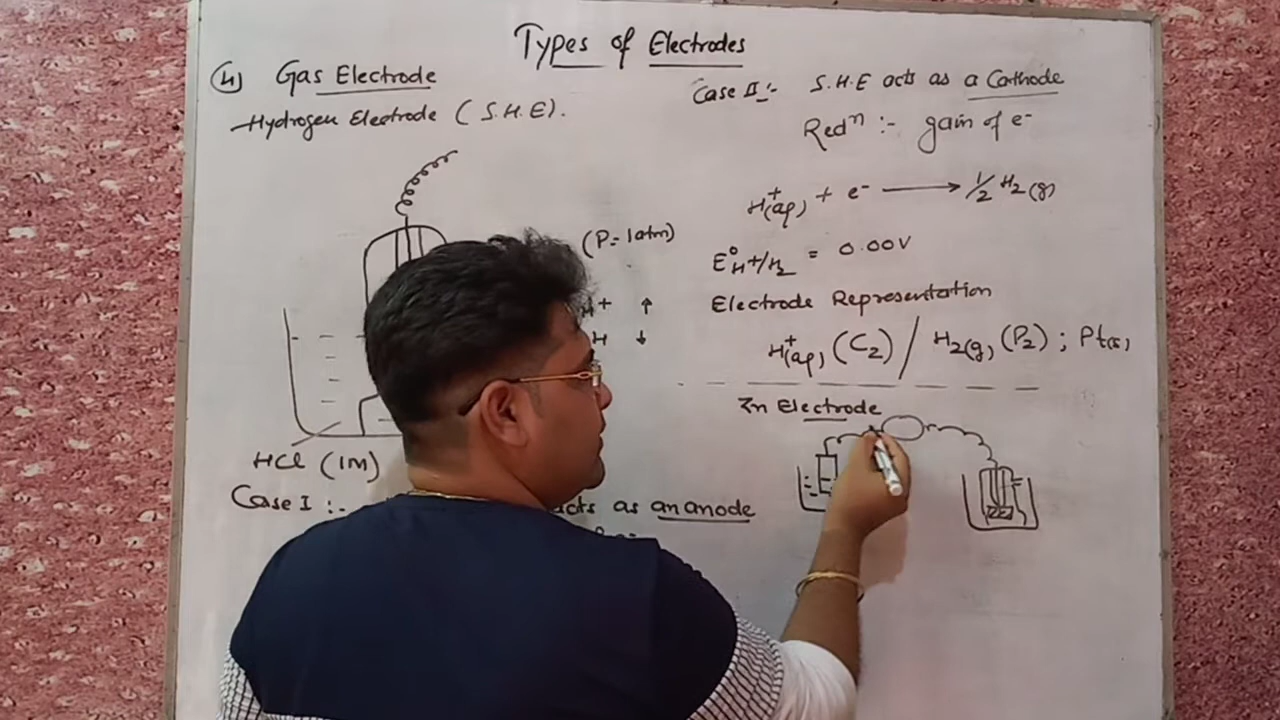 Types of Electrodes
(4) Gas Electrode
Hydrogen Electrode (S.H.E).
(P=1atm)
+ ↑
H ↓
HCl (1M)
Case I :- acts as an anode
Case II :- S.H.E acts as a Cathode
Redⁿ :- gain of e⁻
H⁺(aq) + e⁻ ⟶ 1/2 H₂(g)
E°H⁺/H₂ = 0.00V
Electrode Representation
H⁺(aq) (C₂) / H₂(g) (P₂) ; Pt(s)
Zn Electrode